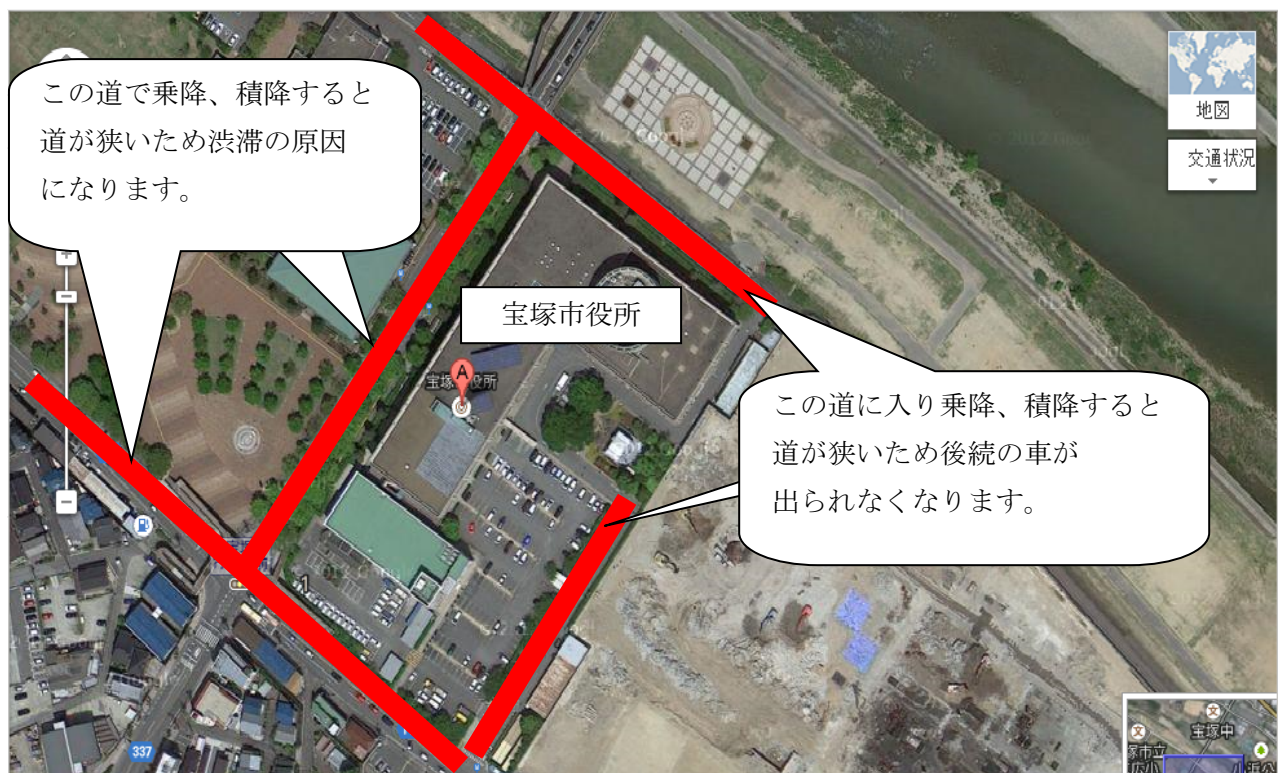 この道で乗降、積降すると
道が狭いため渋滞の原因
になります。
地図
交通状況
宝塚市役所
宝塚市役所
A
この道に入り乗降、積降すると
道が狭いため後続の車が
出られなくなります。
1
337
文
宝塚中
文